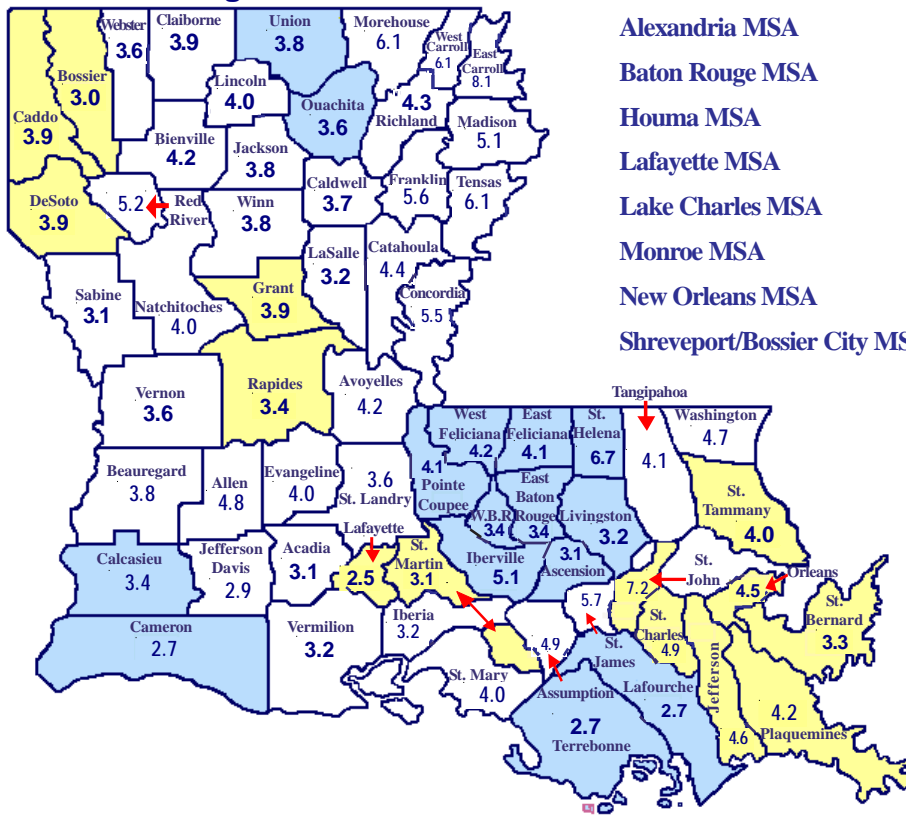 Alexandria MSA
Baton Rouge MSA
Houma MSA
Lafayette MSA
Lake Charles MSA
Monroe MSA
New Orleans MSA
Shreveport/Bossier City MS
Caddo
3.9
Bossier
3.0
Webster
3.6
Claiborne
3.9
Union
3.8
Morehouse
6.1
West
Carroll
6.1
East
Carroll
8.1
Lincoln
4.0
Ouachita
3.6
4.3
Richland
Madison
5.1
Bienville
4.2
Jackson
3.8
Caldwell
3.7
Franklin
5.6
Tensas
6.1
DeSoto
3.9
5.2
Red
River
Winn
3.8
LaSalle
3.2
Catahoula
4.4
Concordia
5.5
Sabine
3.1
Natchitoches
4.0
Grant
3.9
Vernon
3.6
Rapides
3.4
Avoyelles
4.2
Tangipahoa
4.1
Washington
4.7
West
Feliciana
4.2
East
Feliciana
4.1
St.
Helena
6.7
Beauregard
3.8
Allen
4.8
Evangeline
4.0
3.6
St. Landry
4.1
Pointe
Coupee
W.B.R
3.4
East
Baton
Rouge
3.4
Livingston
3.2
St.
Tammany
4.0
Calcasieu
3.4
Jefferson
Davis
2.9
Acadia
3.1
Lafayette
2.5
St.
Martin
3.1
Iberville
5.1
3.1
Ascension
7.2
St.
John
Orleans
4.5
St.
Bernard
3.3
Cameron
2.7
Vermilion
3.2
Iberia
3.2
St. Mary
4.0
4.9
Assumption
5.7
St.
James
St.
Charles
4.9
Jefferson
4.6
4.2
Plaquemines
2.7
Terrebonne
Lafourche
2.7